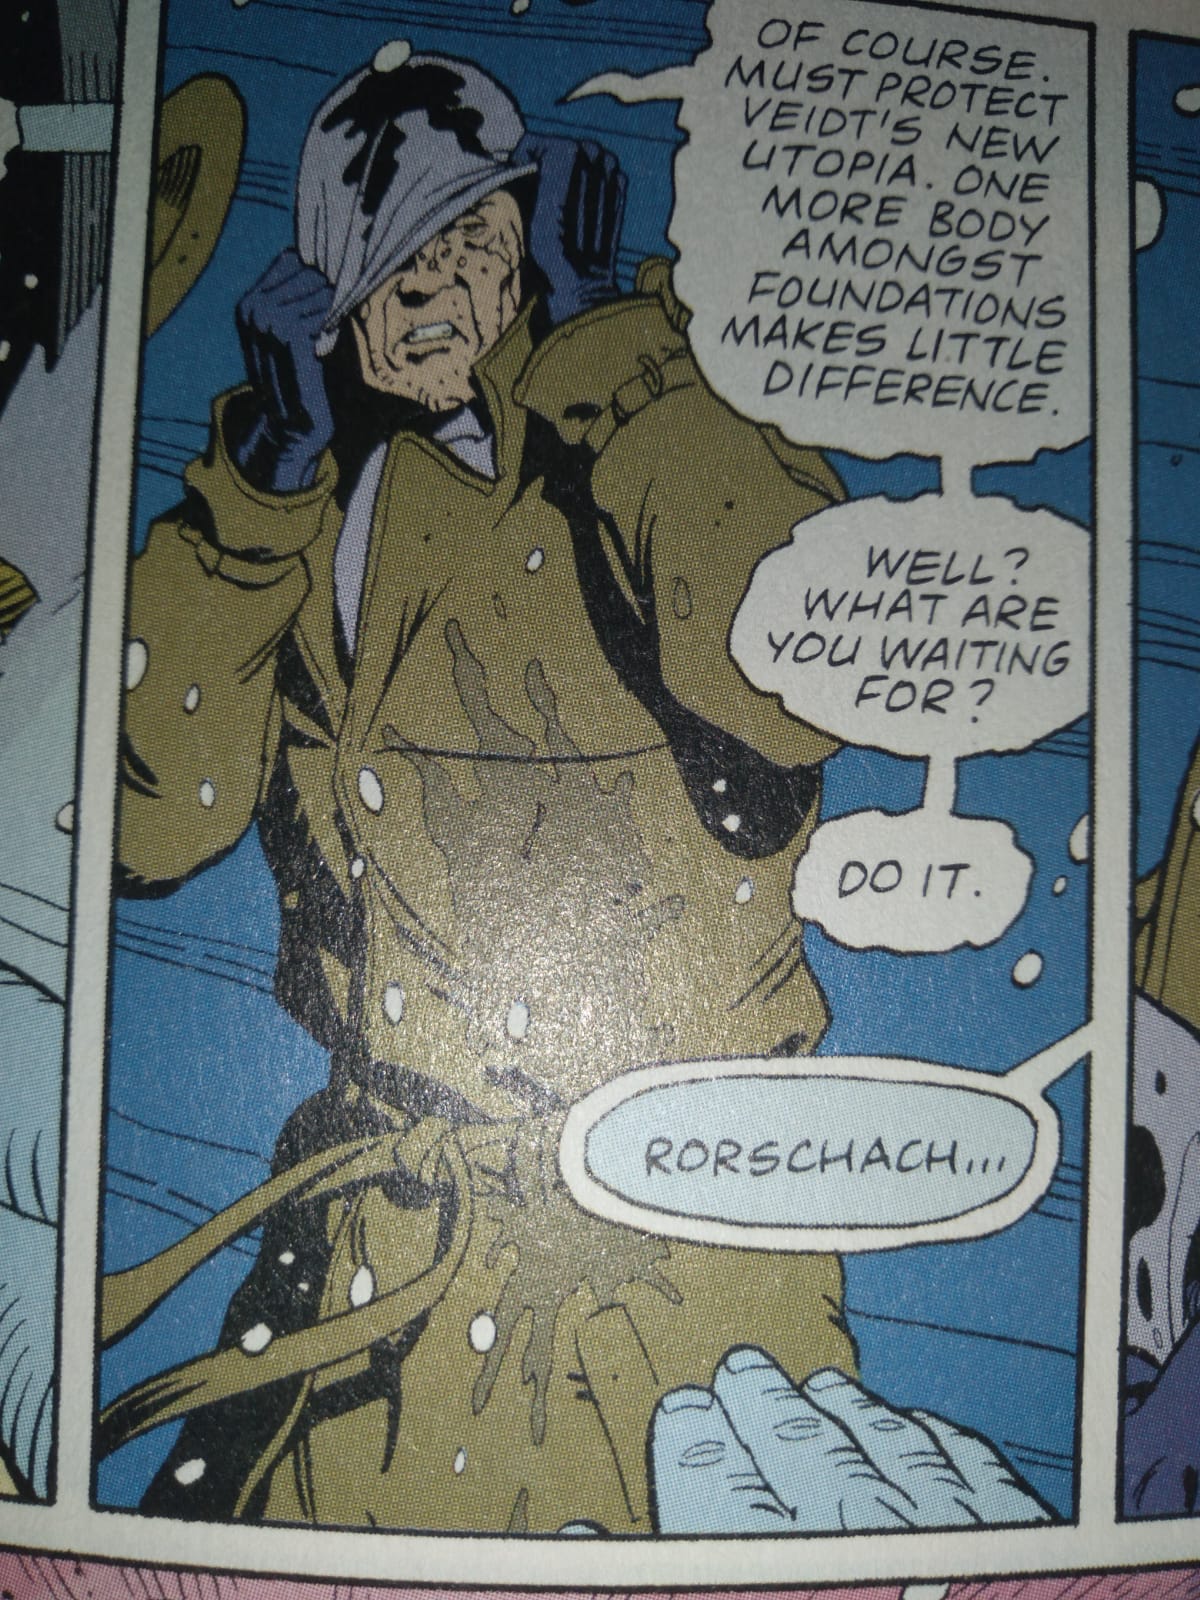 OF COURSE.
MUST PROTECT
VEIDT'S NEW
UTOPIA. ONE
MORE BODY
AMONGST
FOUNDATIONS
MAKES LITTLE
DIFFERENCE.
WELL?
WHAT ARE
YOU WAITING
FOR?
DO IT.
RORSCHACH...